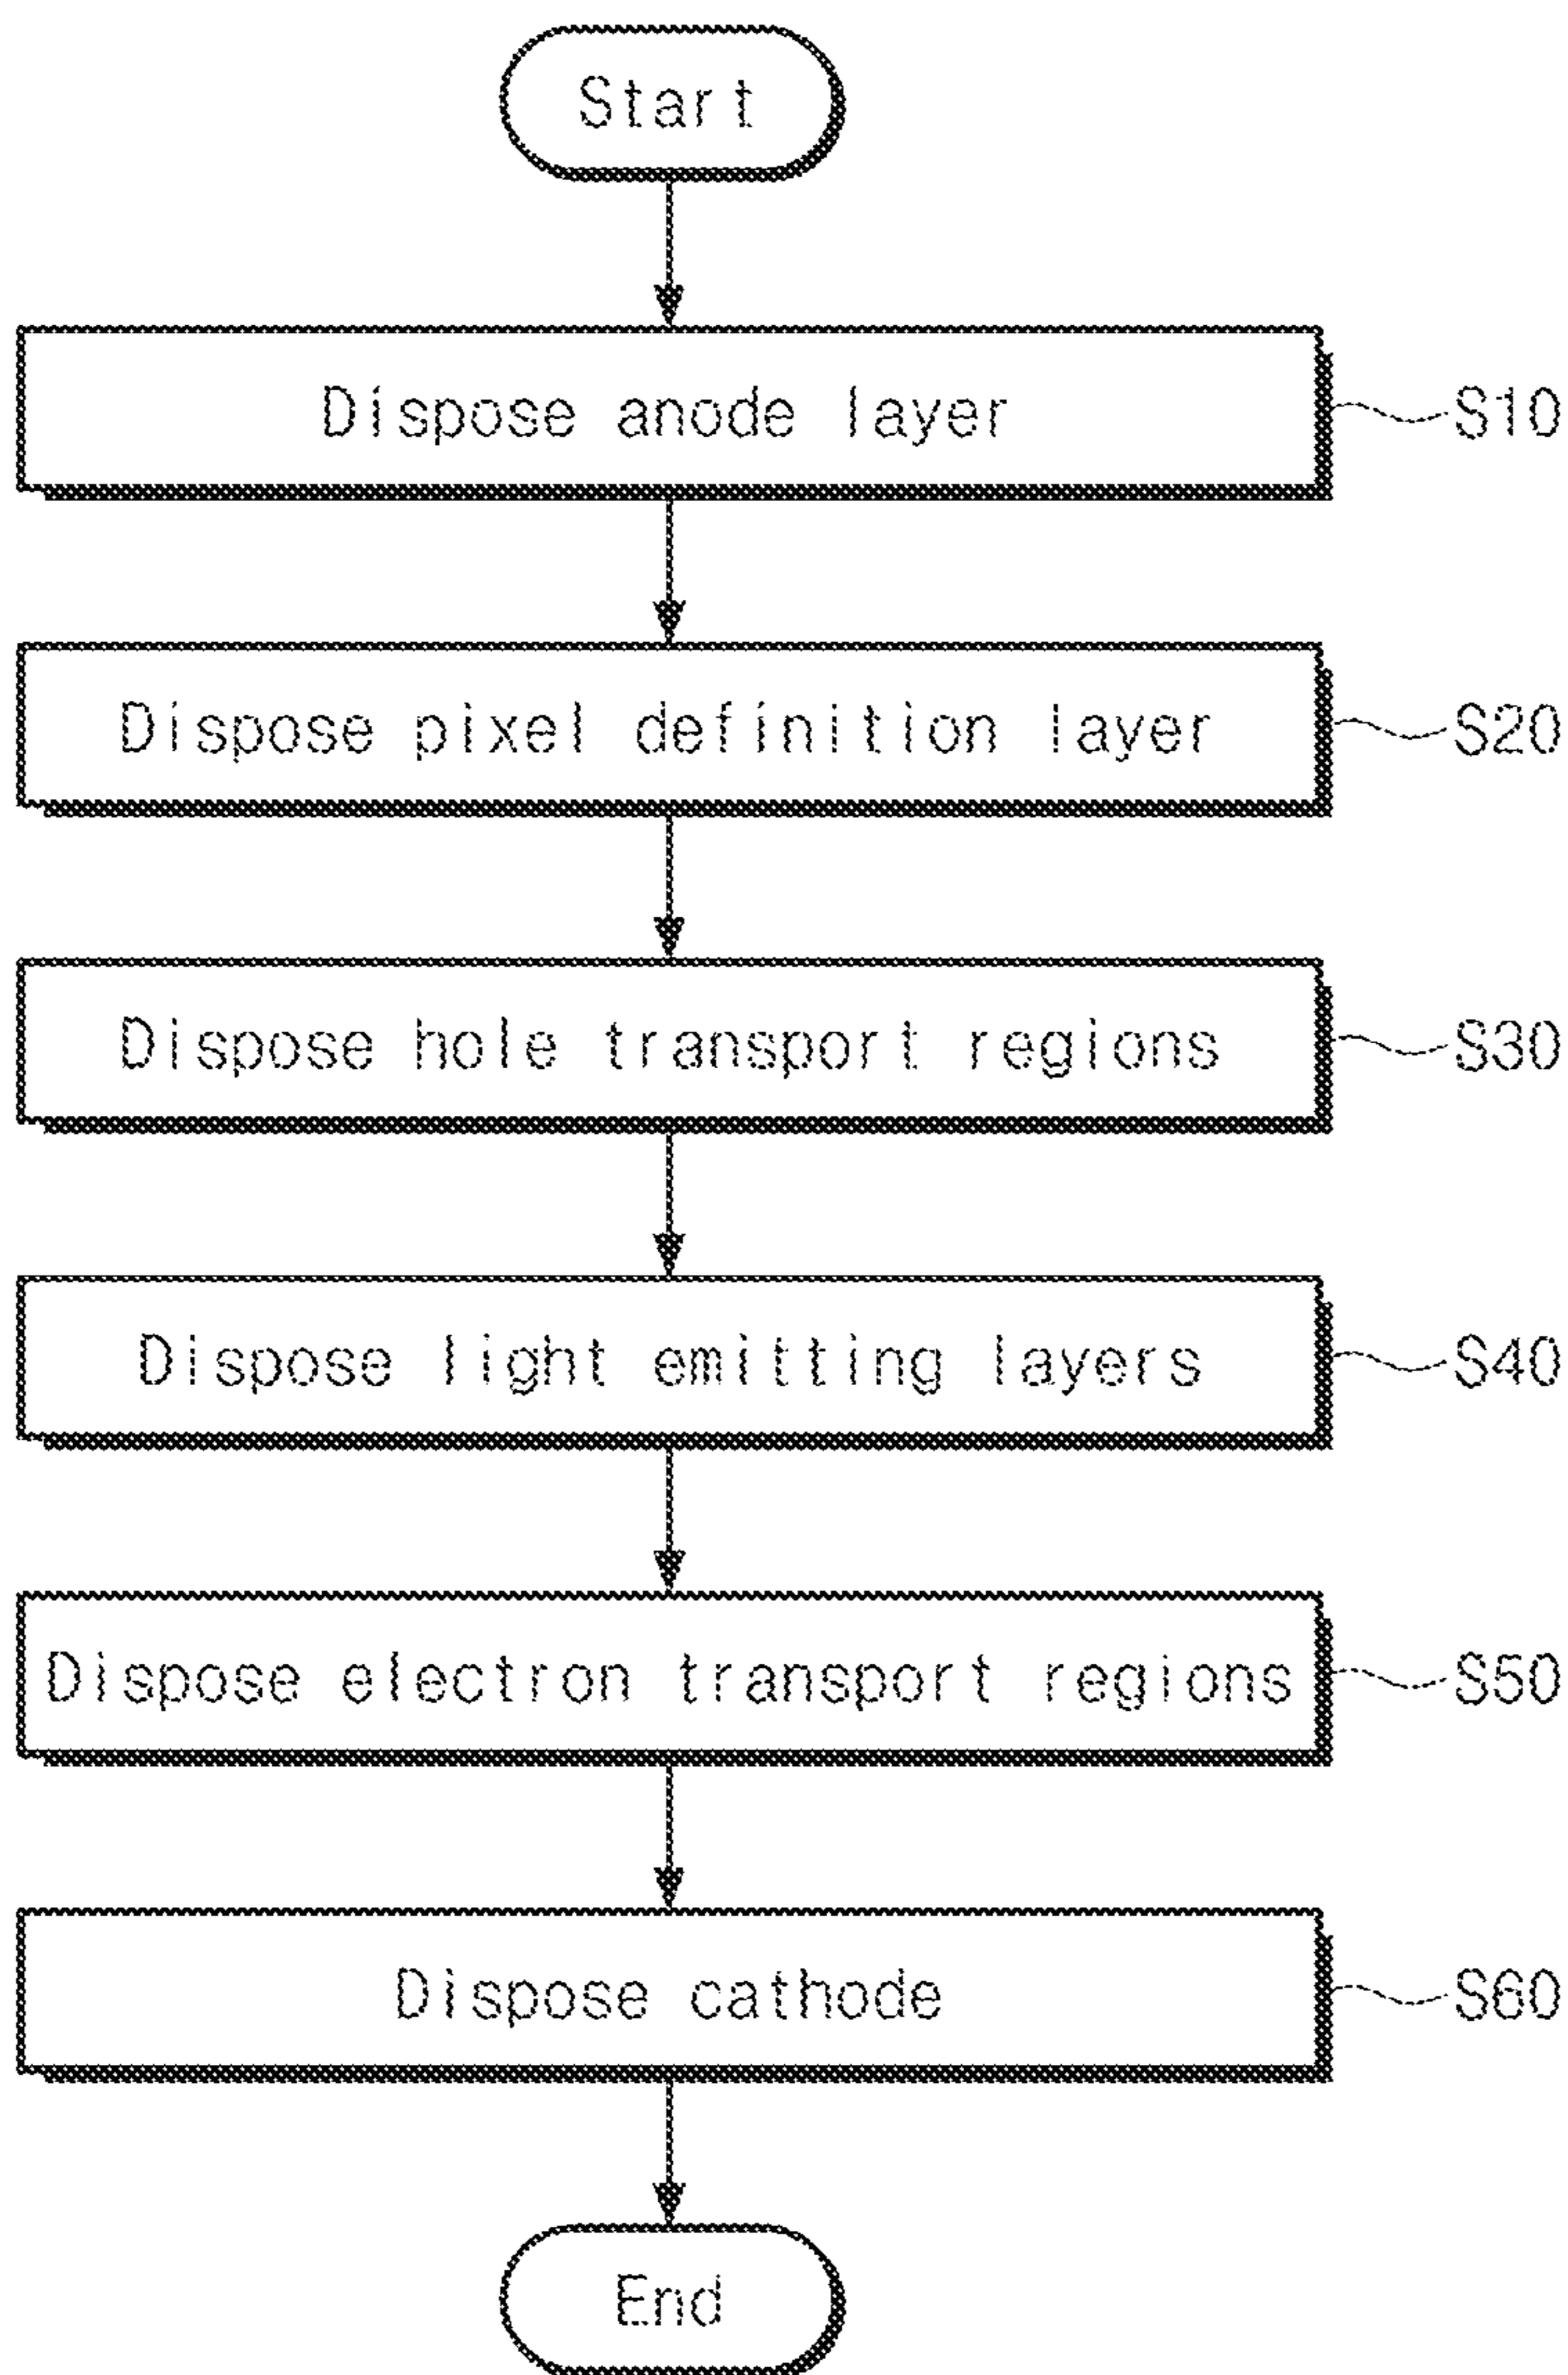 Start
Dispose anode layer S10
Dispose pixel definition layer S20
Dispose hole transport regions S30
Dispose light emitting layers S40
Dispose electron transport regions S50
Dispose cathode S60
End